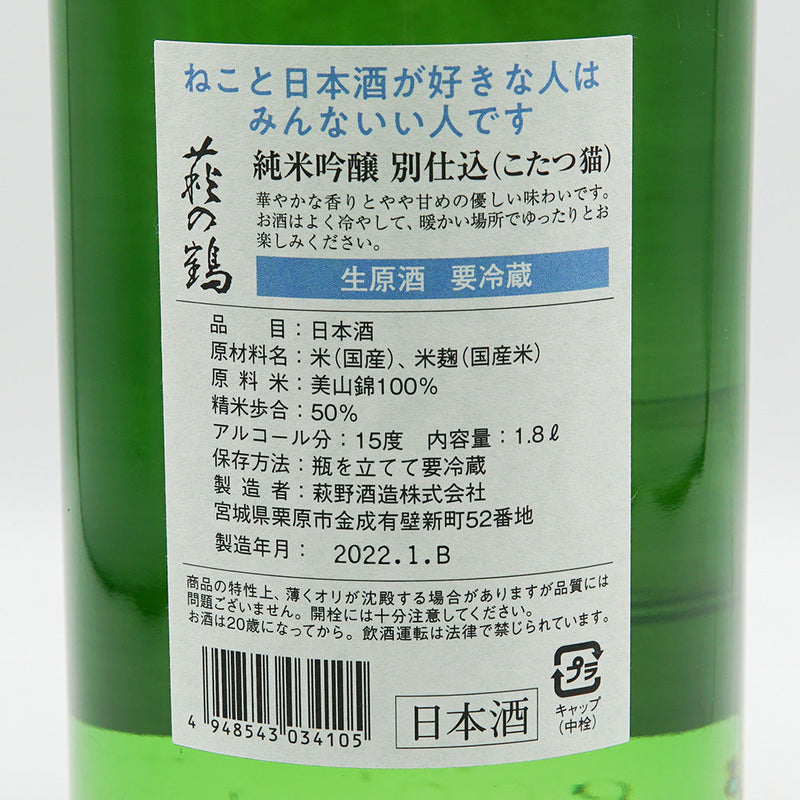 ねこと日本酒が好きな人は
みんないい人です
萩の鶴
純米吟醸 別仕込(こたつ猫)
華やかな香りとやや甘めの優しい味わいです。
お酒はよく冷やして、暖かい場所でゆったりとお
楽しみください。
生原酒 要冷蔵
品目:日本酒
原材料名:米(国産)、米麹(国産米)
原料米:美山錦100%
精米歩合:50%
アルコール分:15度 内容量:1.8ℓ
保存方法:瓶を立てて要冷蔵
製造者:萩野酒造株式会社
宮城県栗原市金成有壁新町52番地
製造年月: 2022.1.B
商品の特性上、薄くオリが沈殿する場合がありますが品質には
問題ございません。開栓には十分注意してください。
お酒は20歳になってから。飲酒運転は法律で禁じられています。
4 948543 034105
日本酒
プラ
キャップ
(中栓)